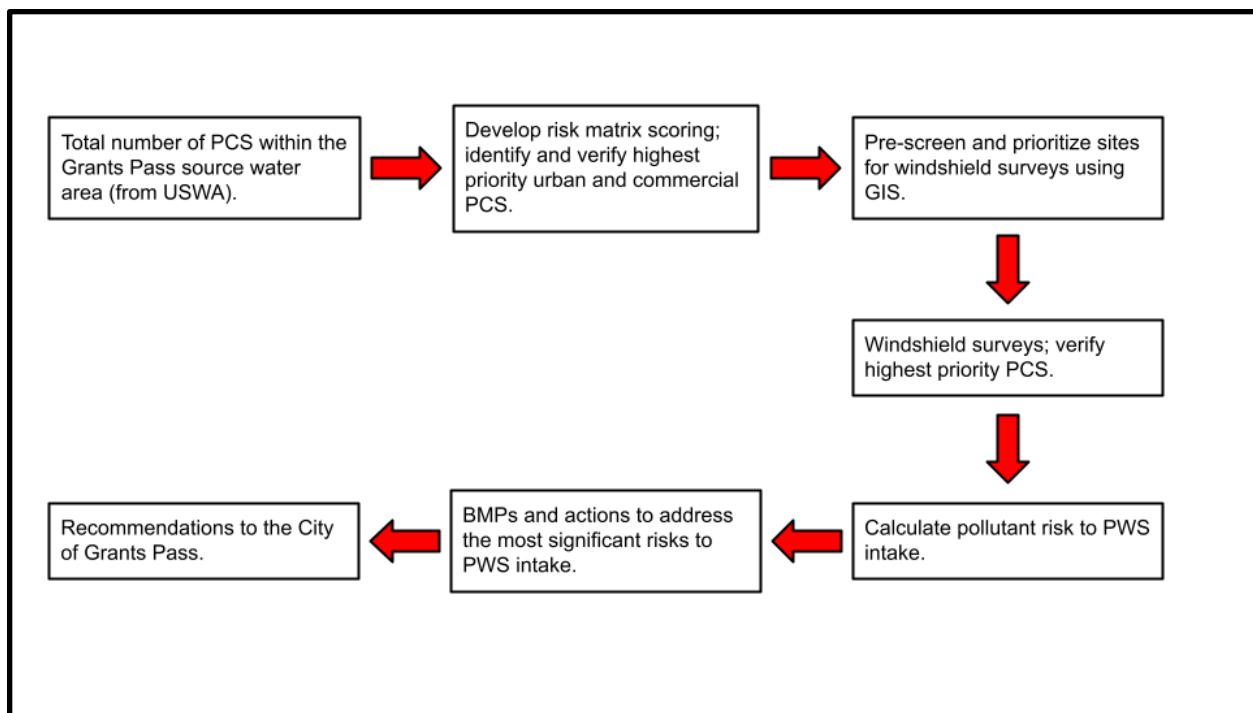 Total number of PCS within the
Grants Pass source water
area (from USWA).
Develop risk matrix scoring;
identify and verify highest
priority urban and commercial
PCS.
Pre-screen and prioritize sites
for windshield surveys using
GIS.
Windshield surveys; verify
highest priority PCS.
Calculate pollutant risk to PWS
intake.
BMPs and actions to address
the most significant risks to
PWS intake.
Recommendations to the City
of Grants Pass.